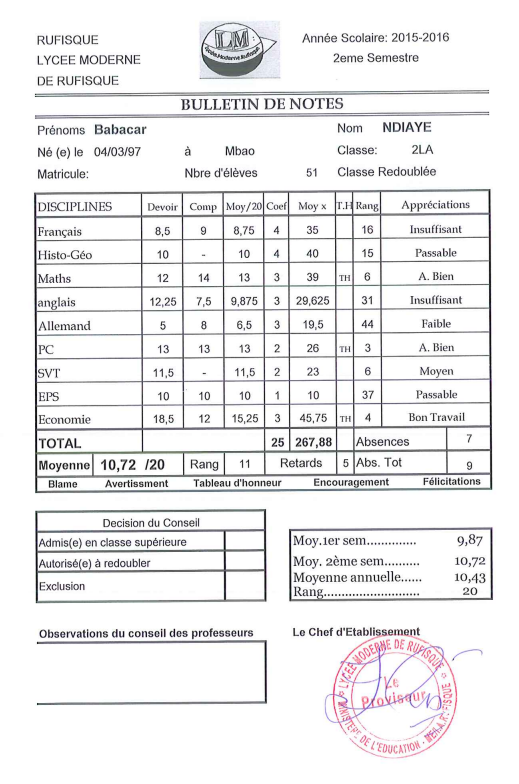 RUFISQUE
LYCEE MODERNE
DE RUFISQUE
LM
Lycée Moderne Rufisque
Année Scolaire: 2015-2016
2eme Semestre
BULLETIN DE NOTES
Prénoms Babacar Nom NDIAYE
Né (e) le 04/03/97 à Mbao Classe: 2LA
Matricule: Nbre d'élèves 51 Classe Redoublée
DISCIPLINES Devoir Comp Moy/20 Coef Moy x T.H Rang Appréciations
Français 8,5 9 8,75 4 35 16 Insuffisant
Histo-Géo 10 - 10 4 40 15 Passable
Maths 12 14 13 3 39 TH 6 A. Bien
anglais 12,25 7,5 9,875 3 29,625 31 Insuffisant
Allemand 5 8 6,5 3 19,5 44 Faible
PC 13 13 13 2 26 TH 3 A. Bien
SVT 11,5 - 11,5 2 23 6 Moyen
EPS 10 10 10 1 10 37 Passable
Economie 18,5 12 15,25 3 45,75 TH 4 Bon Travail
TOTAL 25 267,88 Absences 7
Moyenne 10,72 /20 Rang 11 Retards 5 Abs. Tot 9
Blame Avertissment Tableau d'honneur Encouragement Félicitations
Decision du Conseil
Admis(e) en classe supérieure
Autorisé(e) à redoubler
Exclusion
Moy.1er sem.............. 9,87
Moy. 2ème sem.......... 10,72
Moyenne annuelle...... 10,43
Rang........................... 20
Observations du conseil des professeurs
Le Chef d'Etablissement
LYCEE MODERNE DE RUFISQUE
Le
Proviseur
MINISTERE DE L'EDUCATION